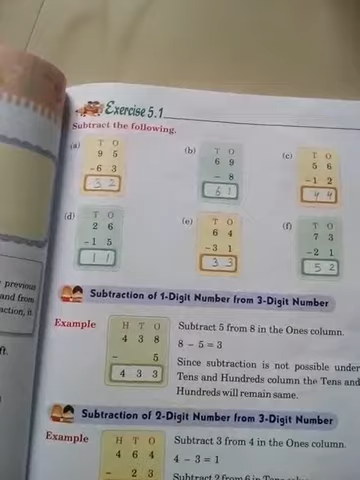 Exercise 5.1
Subtract the following.
(a) T O
9 5
- 6 3
3 2
(b) T O
6 9
- 8
6 1
(c) T O
5 6
- 1 2
4 4
(d) T O
2 6
- 1 5
1 1
(e) T O
6 4
- 3 1
3 3
(f) T O
7 3
- 2 1
5 2
previous
and from
action, it
ft.
Subtraction of 1-Digit Number from 3-Digit Number
Example
H T O
4 3 8
- 5
4 3 3
Subtract 5 from 8 in the Ones column.
8 - 5 = 3
Since subtraction is not possible under
Tens and Hundreds column the Tens and
Hundreds will remain same.
Subtraction of 2-Digit Number from 3-Digit Number
Example
H T O
4 6 4
- 2 3
Subtract 3 from 4 in the Ones column.
4 - 3 = 1
Subtract 2 from 6 in Tens